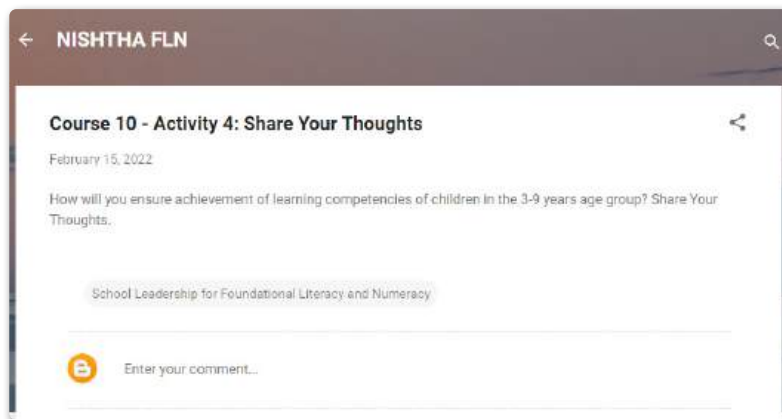 NISHTHA FLN
Course 10 - Activity 4: Share Your Thoughts
February 15, 2022
How will you ensure achievement of learning competencies of children in the 3-9 years age group? Share Your
Thoughts.
School Leadership for Foundational Literacy and Numeracy
Enter your comment...